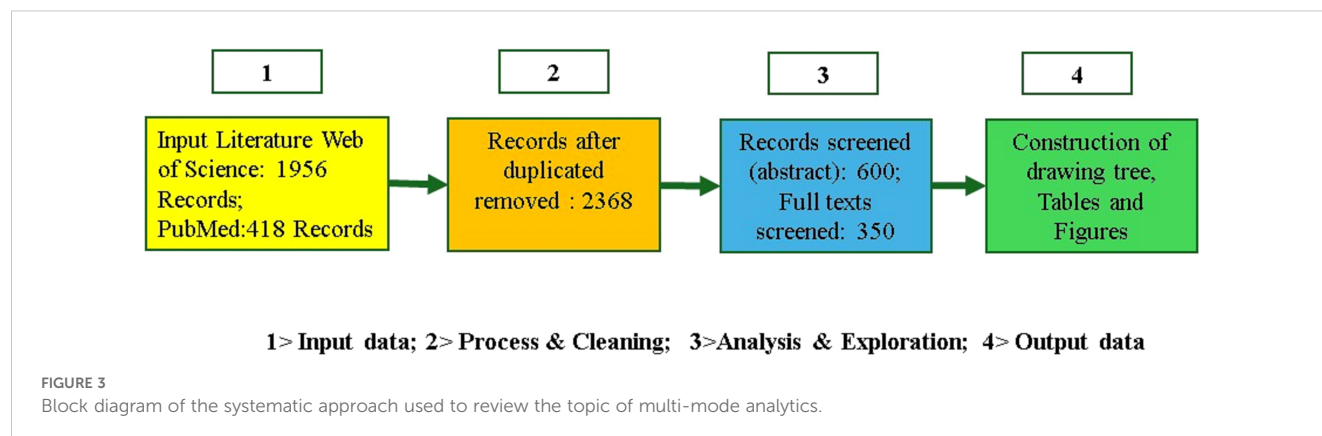 1
2
3
4
Input Literature Web
of Science: 1956
Records;
PubMed:418 Records
Records after
duplicated
removed : 2368
Records screened
(abstract): 600;
Full texts
screened: 350
Construction of
drawing tree,
Tables and
Figures
1> Input data; 2> Process & Cleaning; 3>Analysis & Exploration; 4> Output data
FIGURE 3
Block diagram of the systematic approach used to review the topic of multi-mode analytics.